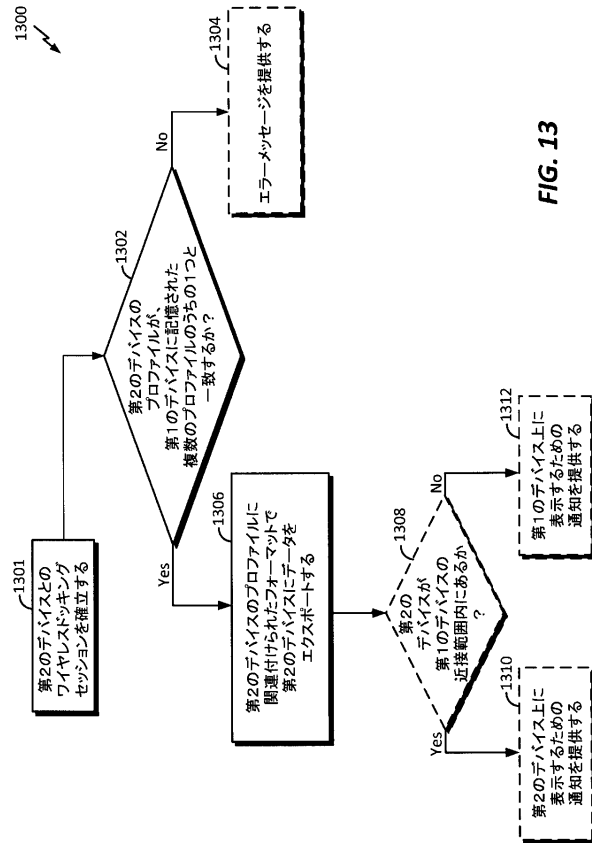 1300
1301
第2のデバイスとの
ワイヤレスドッキング
セッションを確立する
1302
第2のデバイスの
プロファイルが、
第1のデバイスに記憶された
複数のプロファイルのうちの1つと
一致するか？
No
1304
エラーメッセージを提供する
Yes
1306
第2のデバイスのプロファイルに
関連付けられたフォーマットで
第2のデバイスにデータを
エクスポートする
1308
第2の
デバイスが
第1のデバイスの
近接範囲内にあるか
？
Yes
1310
第2のデバイス上に
表示するための
通知を提供する
No
1312
第1のデバイス上に
表示するための
通知を提供する
FIG. 13